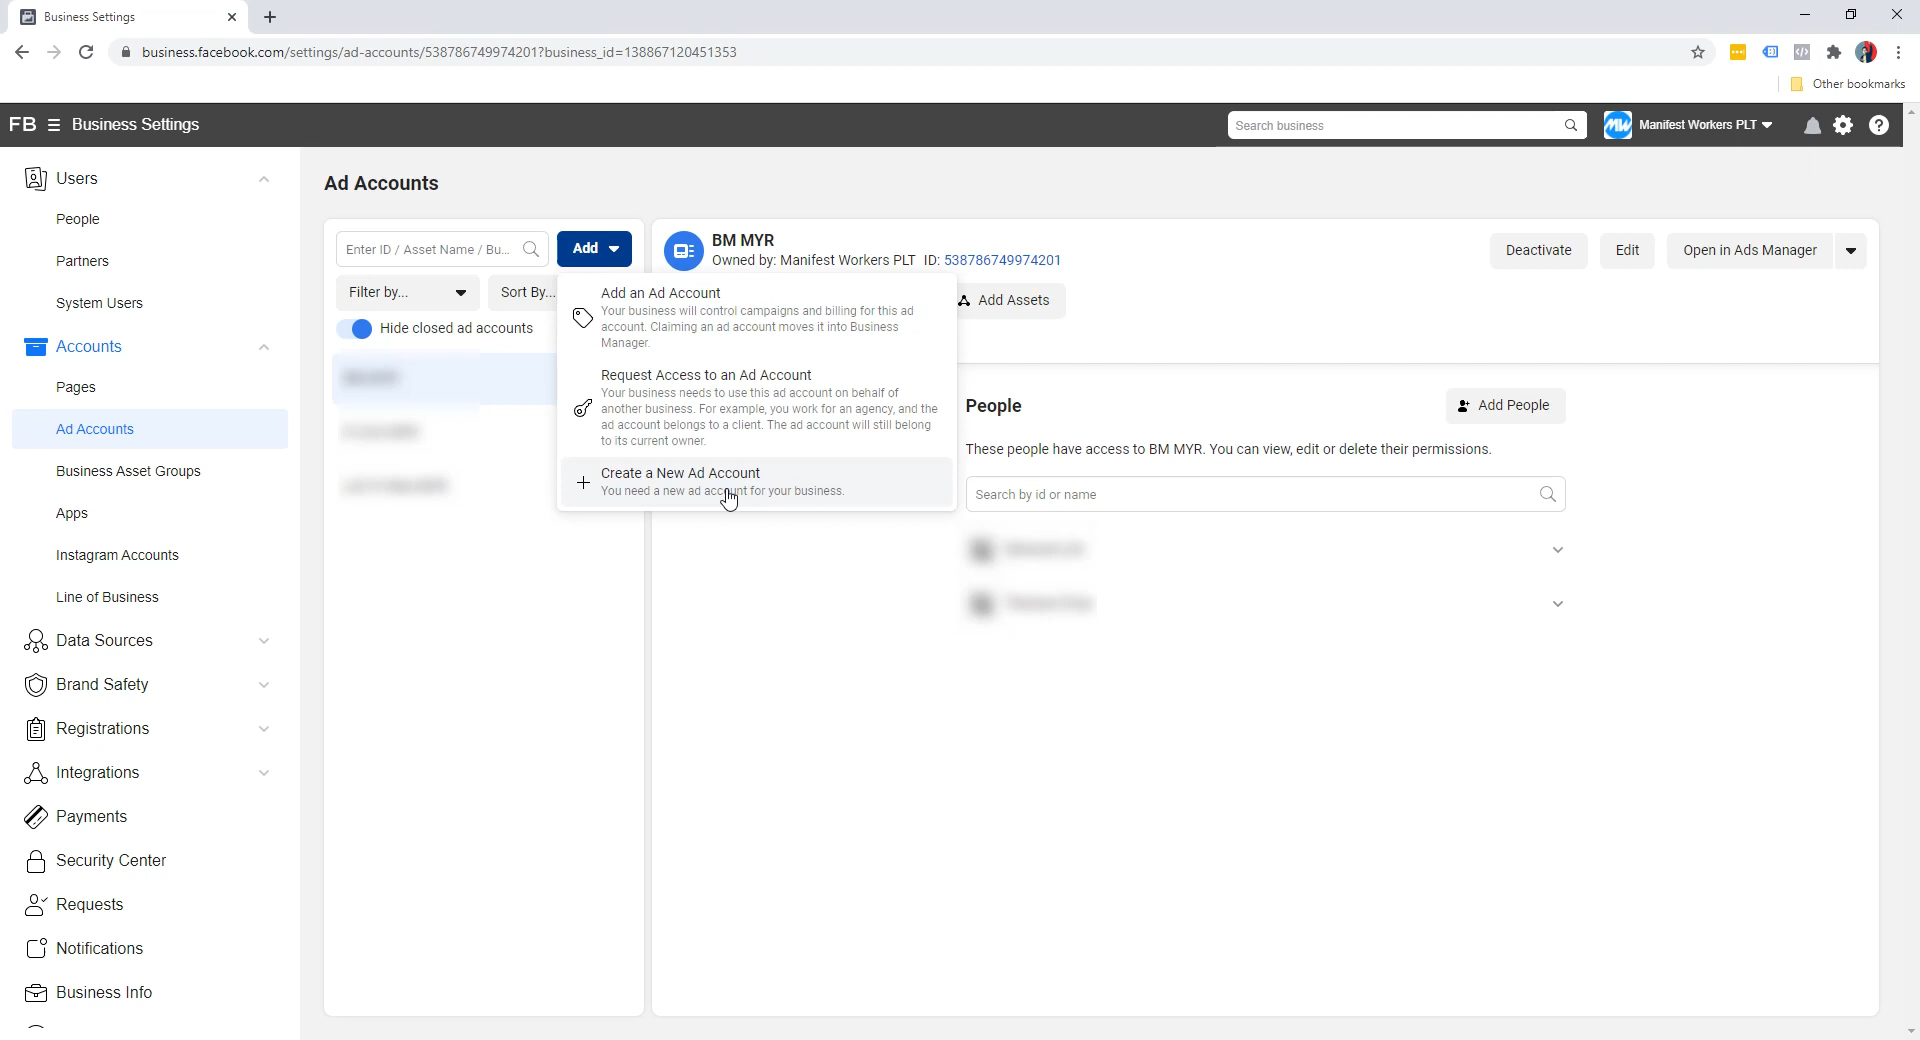 Business Settings
business.facebook.com/settings/ad-accounts/538786749974201?business_id=138867120451353
Other bookmarks
FB Business Settings
Search business
MW
Manifest Workers PLT
Users
People
Partners
System Users
Accounts
Pages
Ad Accounts
Business Asset Groups
Apps
Instagram Accounts
Line of Business
Data Sources
Brand Safety
Registrations
Integrations
Payments
Security Center
Requests
Notifications
Business Info
Ad Accounts
Enter ID / Asset Name / Bu...
Add
Filter by...
Sort By...
Hide closed ad accounts
Add an Ad Account
Your business will control campaigns and billing for this ad
account. Claiming an ad account moves it into Business
Manager.
Request Access to an Ad Account
Your business needs to use this ad account on behalf of
another business. For example, you work for an agency, and the
ad account belongs to a client. The ad account will still belong
to its current owner.
Create a New Ad Account
You need a new ad account for your business.
BM MYR
Owned by: Manifest Workers PLT ID: 538786749974201
Deactivate
Edit
Open in Ads Manager
Add Assets
People
Add People
These people have access to BM MYR. You can view, edit or delete their permissions.
Search by id or name